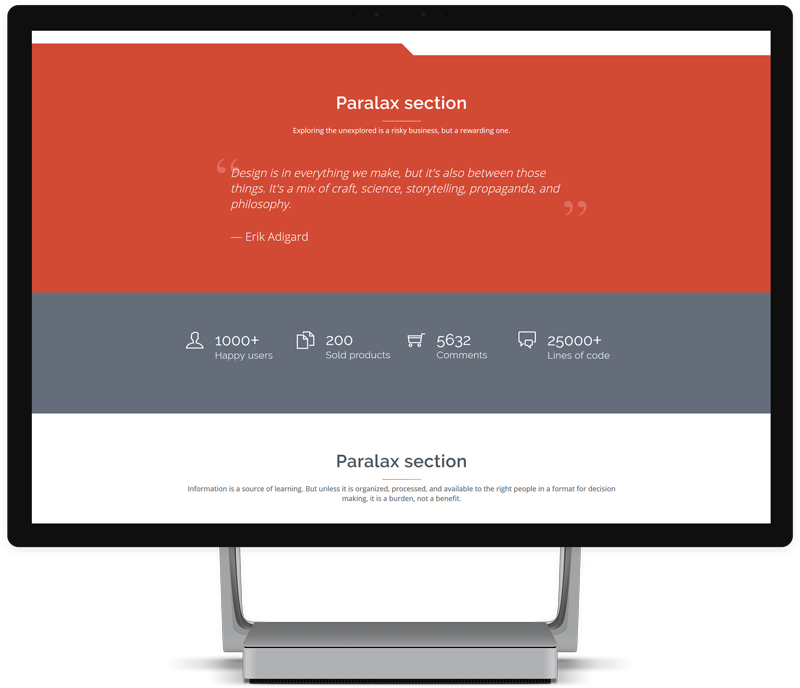 Paralax section
Exploring the unexplored is a risky business, but a rewarding one.
“
Design is in everything we make, but it's also between those
things. It's a mix of craft, science, storytelling, propaganda, and
philosophy.
”
— Erik Adigard
1000+
Happy users
200
Sold products
5632
Comments
25000+
Lines of code
Paralax section
Information is a source of learning. But unless it is organized, processed, and available to the right people in a format for decision
making, it is a burden, not a benefit.